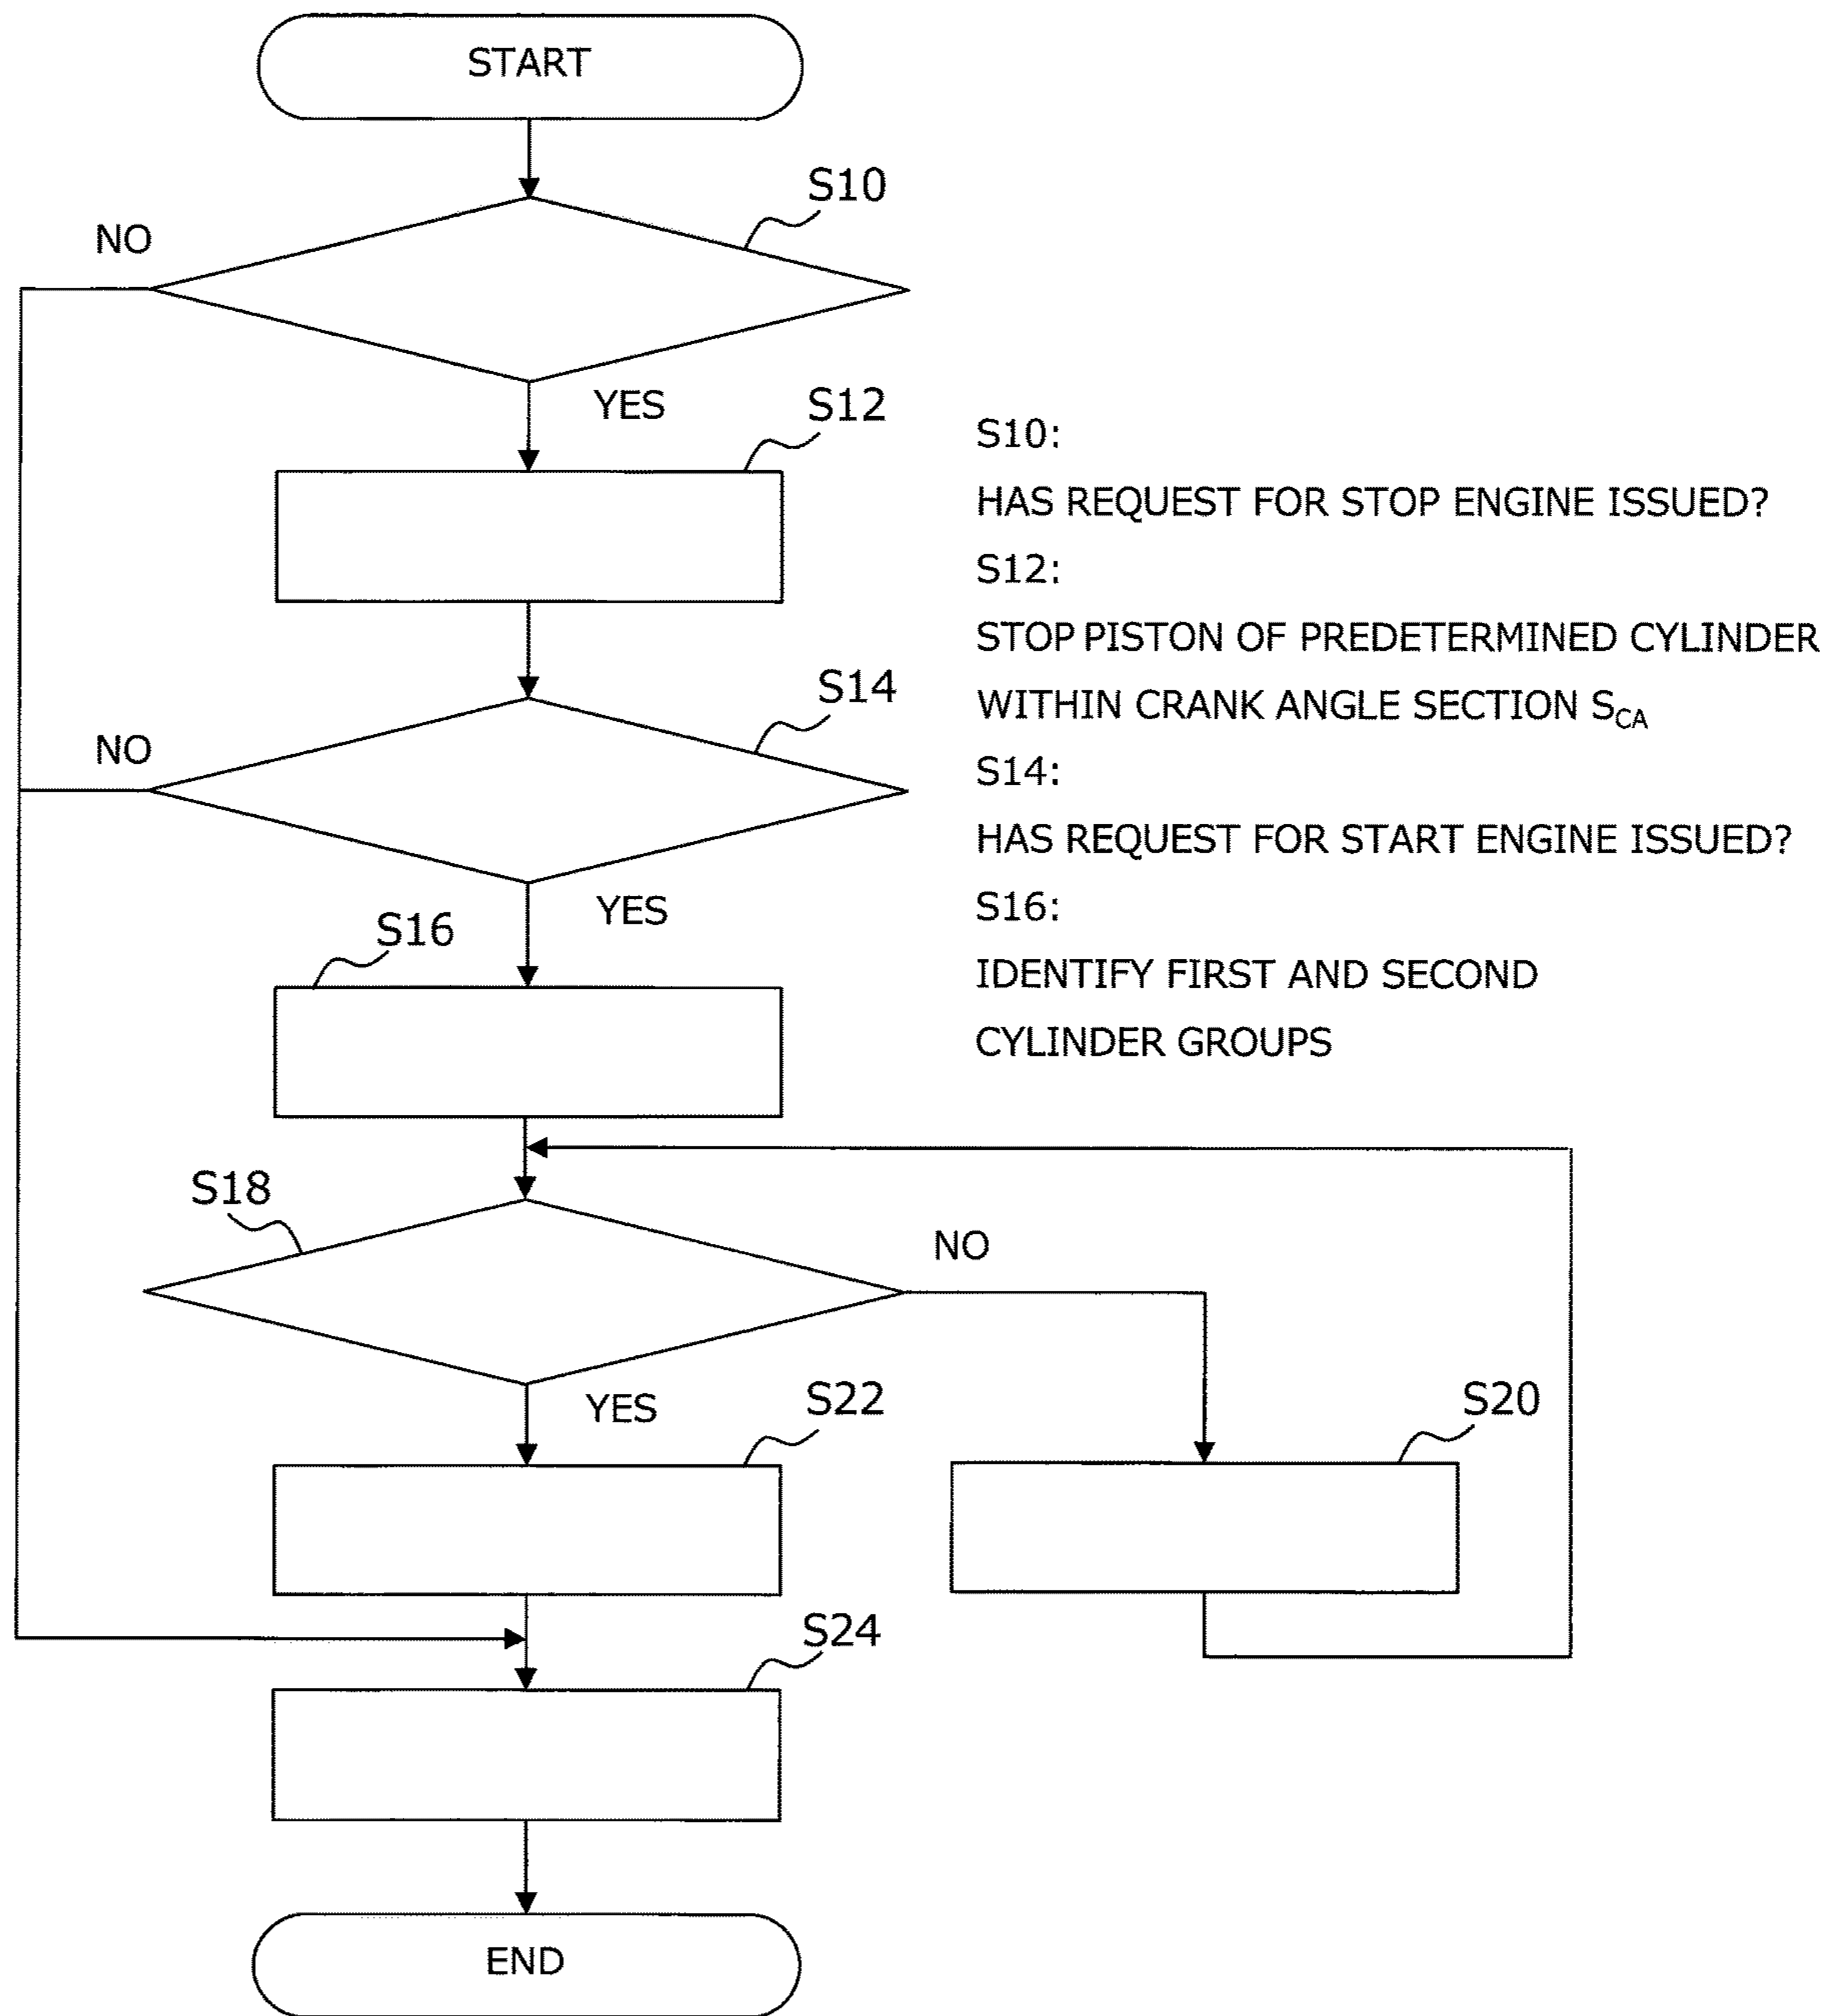 START
S10
NO
YES
S12
S10:
HAS REQUEST FOR STOP ENGINE ISSUED?
S12:
STOP PISTON OF PREDETERMINED CYLINDER
WITHIN CRANK ANGLE SECTION SCA
S14
NO
S14:
HAS REQUEST FOR START ENGINE ISSUED?
YES
S16
S16:
IDENTIFY FIRST AND SECOND
CYLINDER GROUPS
S18
NO
YES
S22
S20
S24
END